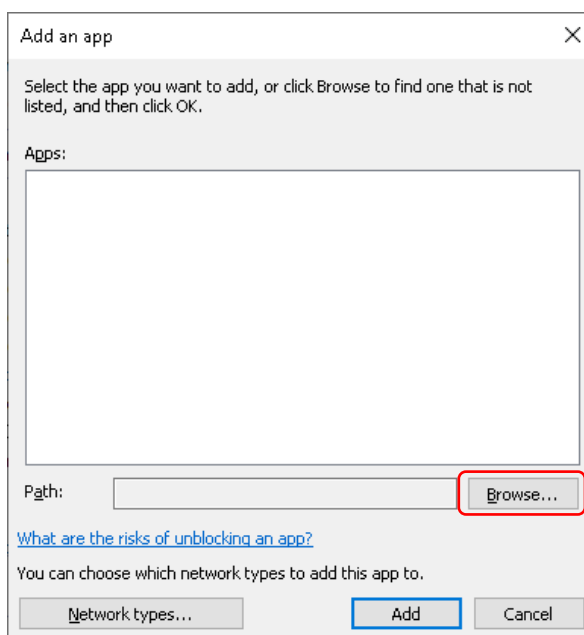 Add an app
Select the app you want to add, or click Browse to find one that is not
listed, and then click OK.
Apps:
Path:
Browse...
What are the risks of unblocking an app?
You can choose which network types to add this app to.
Network types...
Add
Cancel